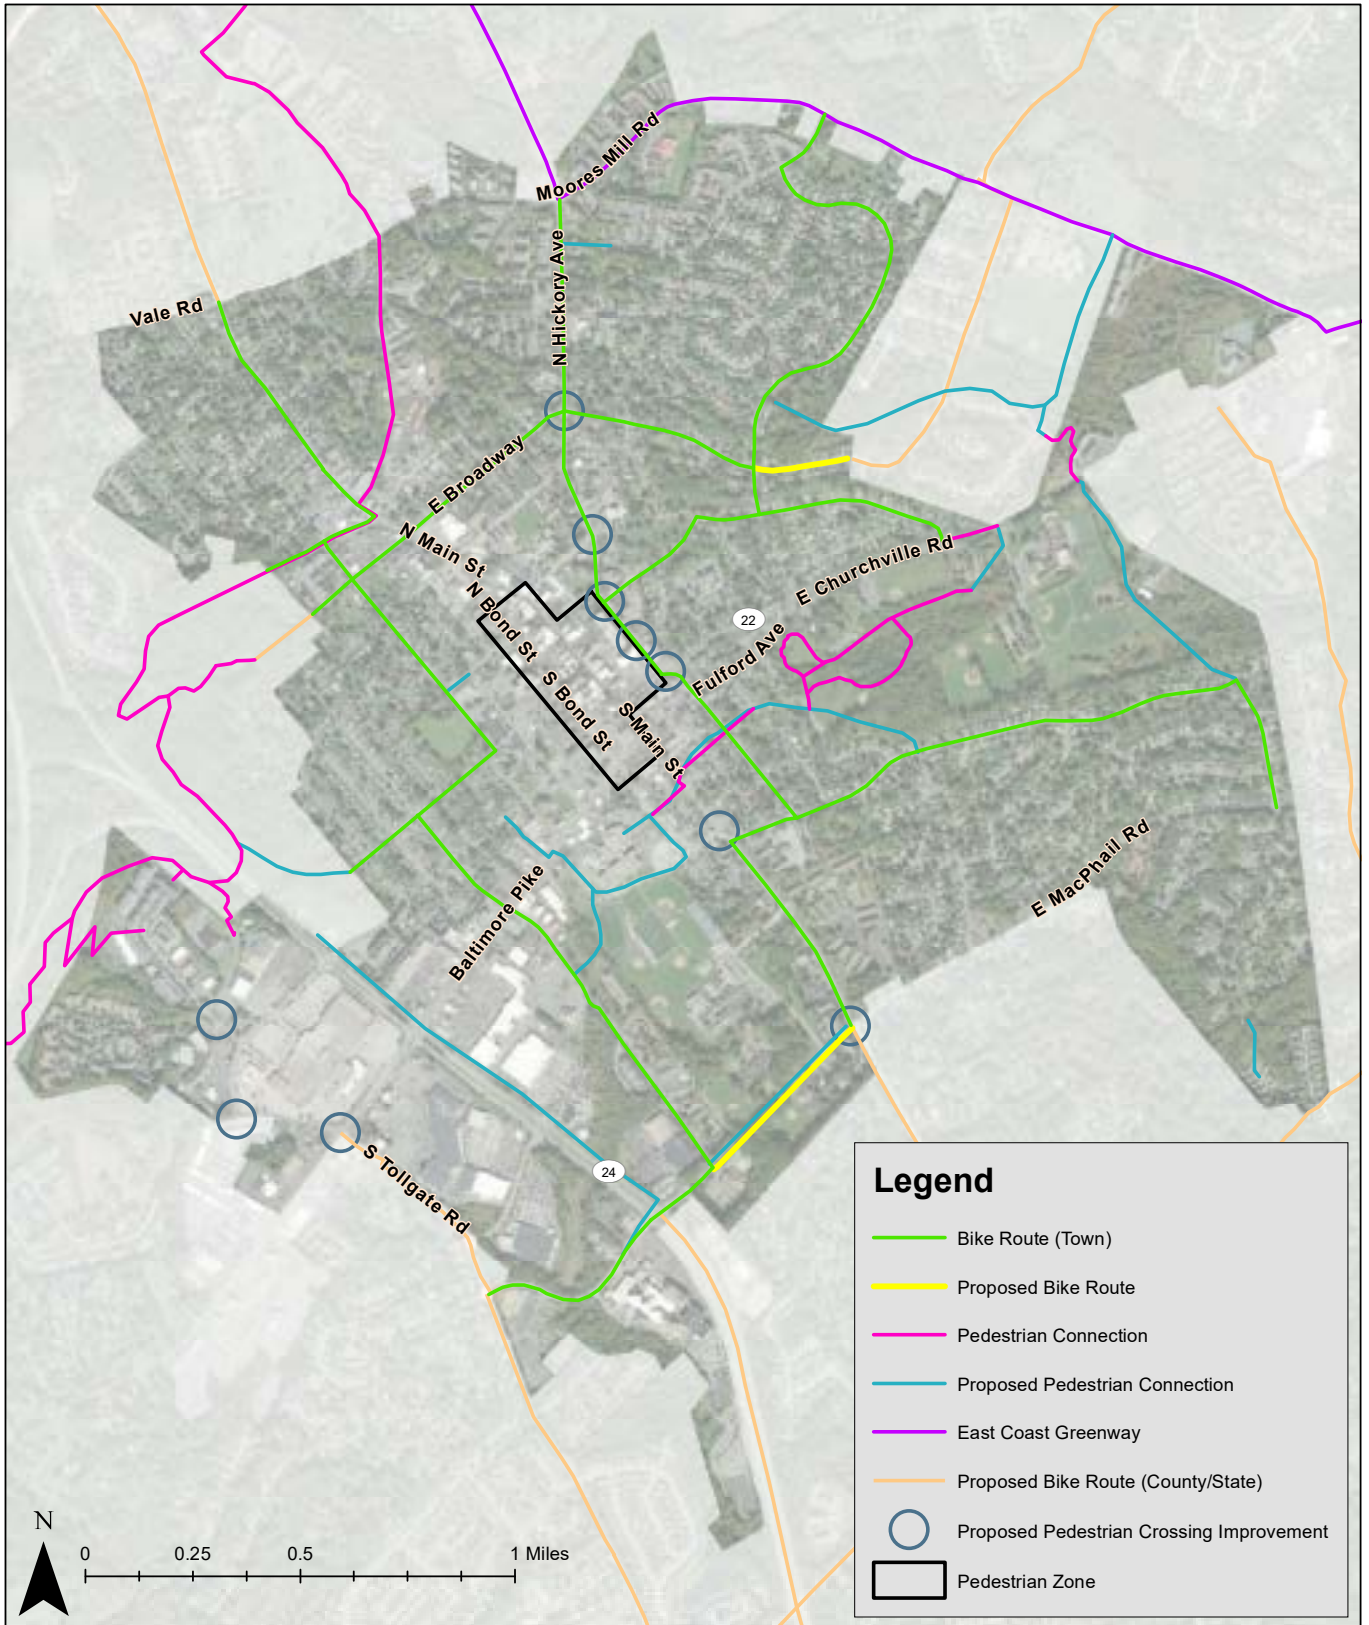 Moores Mill Rd
N Hickory Ave
Vale Rd
E Broadway
N Main St
E Churchville Rd
N Bond St
22
Fulford Ave
S Bond St
S Main St
E MacPhail Rd
Baltimore Pike
S Tollgate Rd
24
Legend
Bike Route (Town)
Proposed Bike Route
Pedestrian Connection
Proposed Pedestrian Connection
East Coast Greenway
Proposed Bike Route (County/State)
Proposed Pedestrian Crossing Improvement
Pedestrian Zone
N
0 0.25 0.5 1 Miles